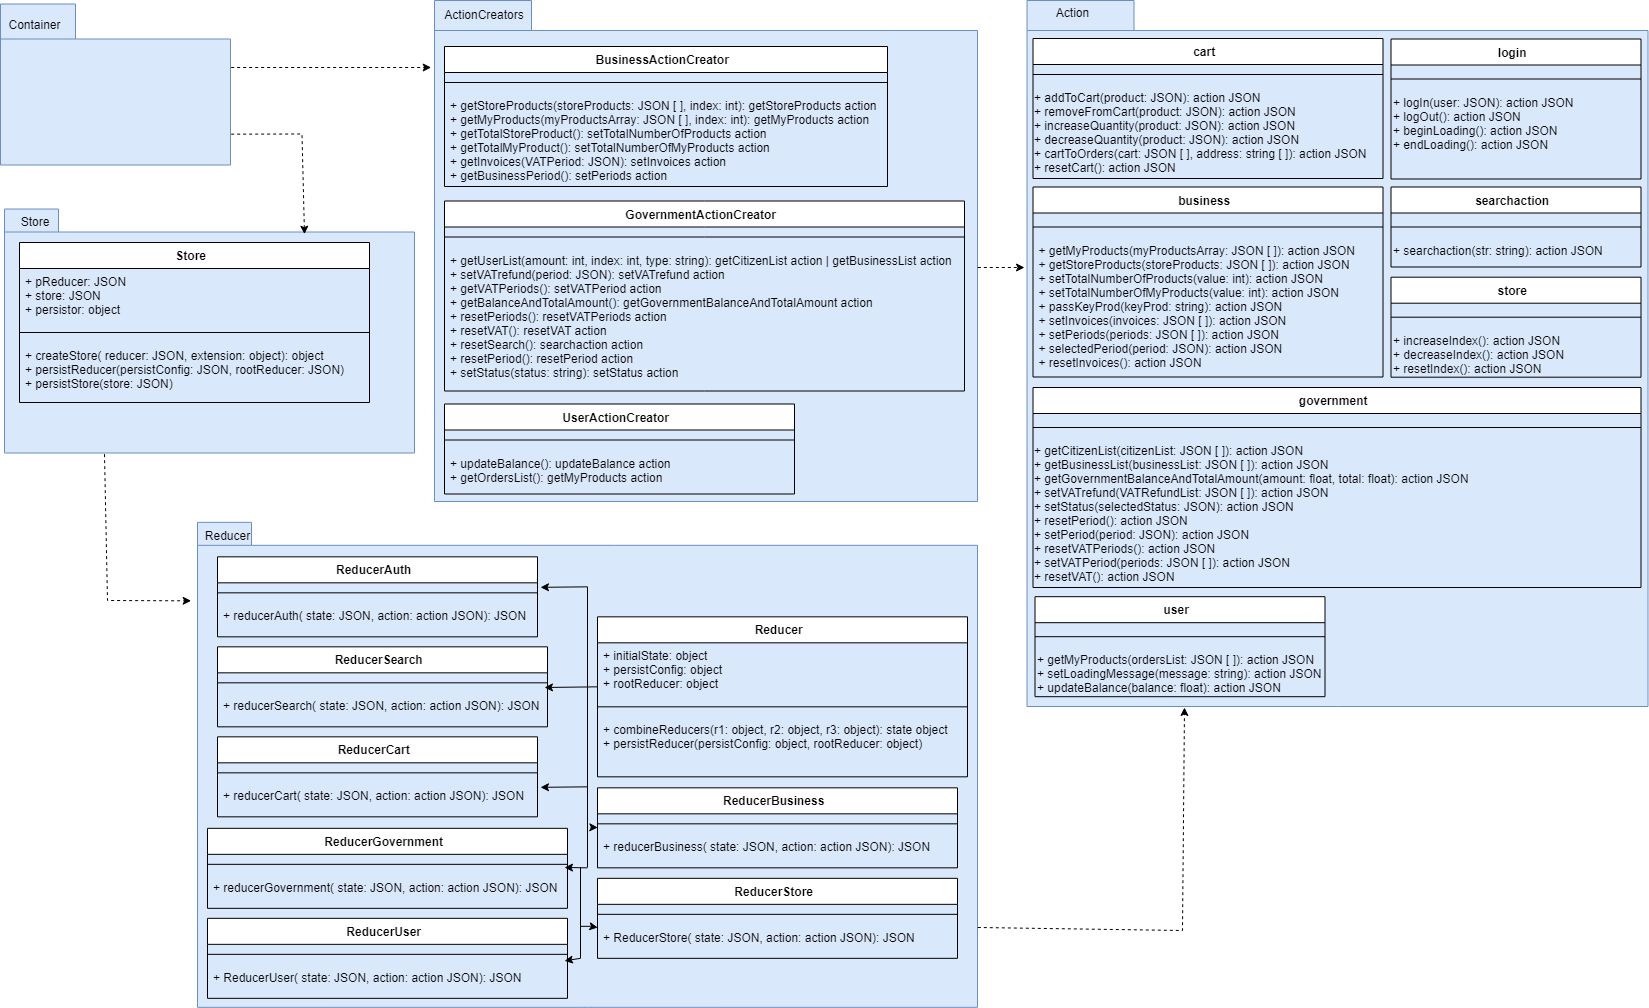 Container
ActionCreators
BusinessActionCreator
+ getStoreProducts(storeProducts: JSON [ ], index: int): getStoreProducts action
+ getMyProducts(myProductsArray: JSON [ ], index: int): getMyProducts action
+ getTotalStoreProduct(): setTotalNumberOfProducts action
+ getTotalMyProduct(): setTotalNumberOfMyProducts action
+ getInvoices(VATPeriod: JSON): setInvoices action
+ getBusinessPeriod(): setPeriods action
GovernmentActionCreator
+ getUserList(amount: int, index: int, type: string): getCitizenList action | getBusinessList action
+ setVATrefund(period: JSON): setVATrefund action
+ getVATPeriods(): setVATPeriod action
+ getBalanceAndTotalAmount(): getGovernmentBalanceAndTotalAmount action
+ resetPeriods(): resetVATPeriods action
+ resetVAT(): resetVAT action
+ resetSearch(): searchaction action
+ resetPeriod(): resetPeriod action
+ setStatus(status: string): setStatus action
UserActionCreator
+ updateBalance(): updateBalance action
+ getOrdersList(): getMyProducts action
Action
cart
+ addToCart(product: JSON): action JSON
+ removeFromCart(product: JSON): action JSON
+ increaseQuantity(product: JSON): action JSON
+ decreaseQuantity(product: JSON): action JSON
+ cartToOrders(cart: JSON [ ], address: string [ ]): action JSON
+ resetCart(): action JSON
login
+ logIn(user: JSON): action JSON
+ logOut(): action JSON
+ beginLoading(): action JSON
+ endLoading(): action JSON
business
+ getMyProducts(myProductsArray: JSON [ ]): action JSON
+ getStoreProducts(storeProducts: JSON [ ]): action JSON
+ setTotalNumberOfProducts(value: int): action JSON
+ setTotalNumberOfMyProducts(value: int): action JSON
+ passKeyProd(keyProd: string): action JSON
+ setInvoices(invoices: JSON [ ]): action JSON
+ setPeriods(periods: JSON [ ]): action JSON
+ selectedPeriod(period: JSON): action JSON
+ resetInvoices(): action JSON
searchaction
+ searchaction(str: string): action JSON
store
+ increaseIndex(): action JSON
+ decreaseIndex(): action JSON
+ resetIndex(): action JSON
government
+ getCitizenList(citizenList: JSON [ ]): action JSON
+ getBusinessList(businessList: JSON [ ]): action JSON
+ getGovernmentBalanceAndTotalAmount(amount: float, total: float): action JSON
+ setVATrefund(VATRefundList: JSON [ ]): action JSON
+ setStatus(selectedStatus: JSON): action JSON
+ resetPeriod(): action JSON
+ setPeriod(period: JSON): action JSON
+ resetVATPeriods(): action JSON
+ setVATPeriod(periods: JSON [ ]): action JSON
+ resetVAT(): action JSON
user
+ getMyProducts(ordersList: JSON [ ]): action JSON
+ setLoadingMessage(message: string): action JSON
+ updateBalance(balance: float): action JSON
Store
Store
+ pReducer: JSON
+ store: JSON
+ persistor: object
+ createStore( reducer: JSON, extension: object): object
+ persistReducer(persistConfig: JSON, rootReducer: JSON)
+ persistStore(store: JSON)
Reducer
ReducerAuth
+ reducerAuth( state: JSON, action: action JSON): JSON
ReducerSearch
+ reducerSearch( state: JSON, action: action JSON): JSON
ReducerCart
+ reducerCart( state: JSON, action: action JSON): JSON
ReducerGovernment
+ reducerGovernment( state: JSON, action: action JSON): JSON
ReducerUser
+ ReducerUser( state: JSON, action: action JSON): JSON
Reducer
+ initialState: object
+ persistConfig: object
+ rootReducer: object
+ combineReducers(r1: object, r2: object, r3: object): state object
+ persistReducer(persistConfig: object, rootReducer: object)
ReducerBusiness
+ reducerBusiness( state: JSON, action: action JSON): JSON
ReducerStore
+ ReducerStore( state: JSON, action: action JSON): JSON